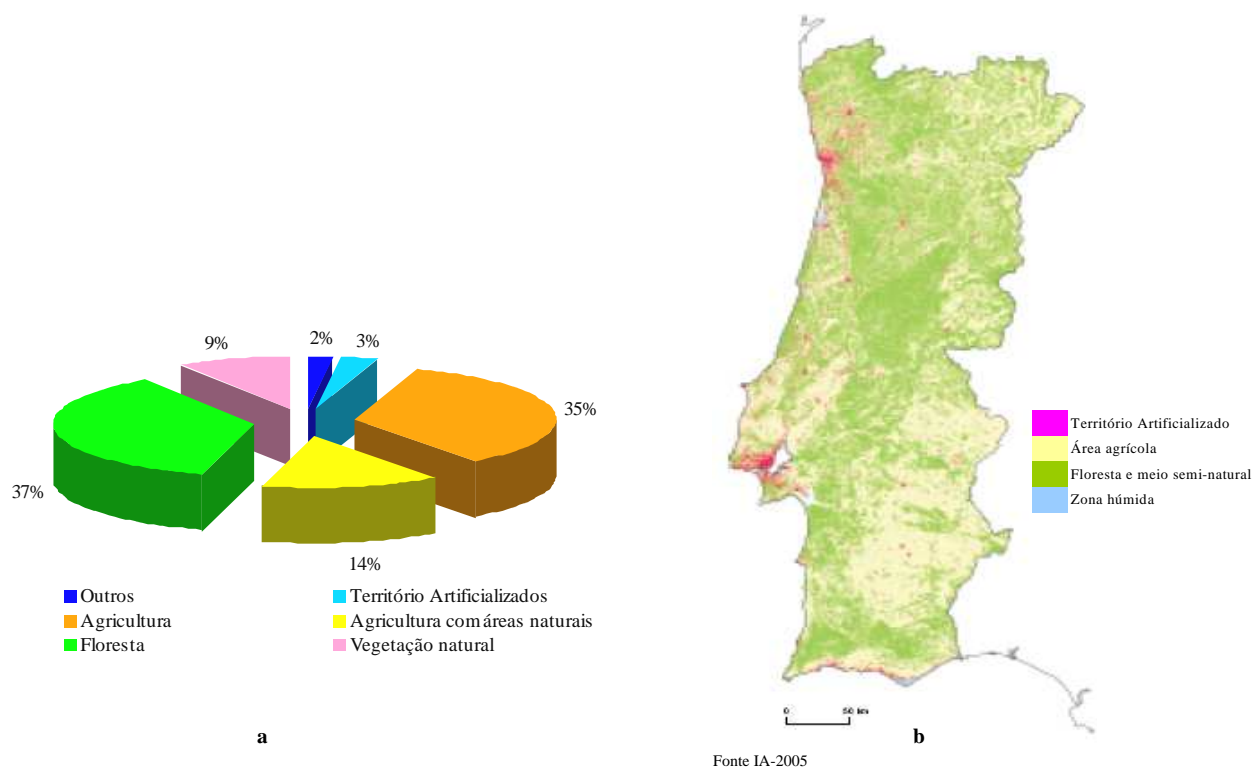 2%
3%
9%
35%
37%
14%
Outros
Território Artificializados
Agricultura
Agricultura com áreas naturais
Floresta
Vegetação natural
a
Território Artificializado
Área agrícola
Floresta e meio semi-natural
Zona húmida
0 50 km
b
Fonte IA-2005